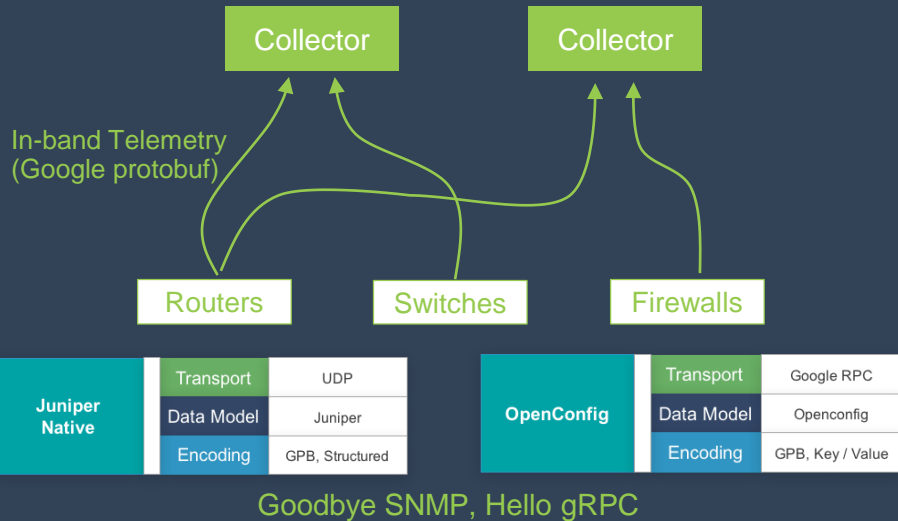 Collector
Collector
In-band Telemetry
(Google protobuf)
Routers
Switches
Firewalls
Juniper
Native
Transport
UDP
Data Model
Juniper
Encoding
GPB, Structured
OpenConfig
Transport
Google RPC
Data Model
Openconfig
Encoding
GPB, Key / Value
Goodbye SNMP, Hello gRPC